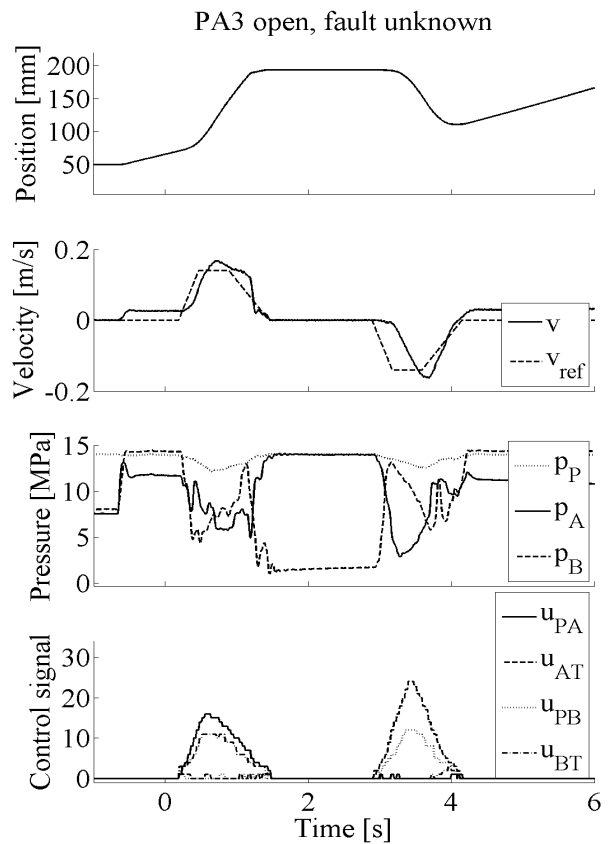 PA3 open, fault unknown
Position [mm]
200
150
100
50
Velocity [m/s]
0.2
0
-0.2
v
v_ref
Pressure [MPa]
15
10
5
0
p_P
p_A
p_B
Control signal
30
20
10
0
u_PA
u_AT
u_PB
u_BT
0 2 4 6
Time [s]